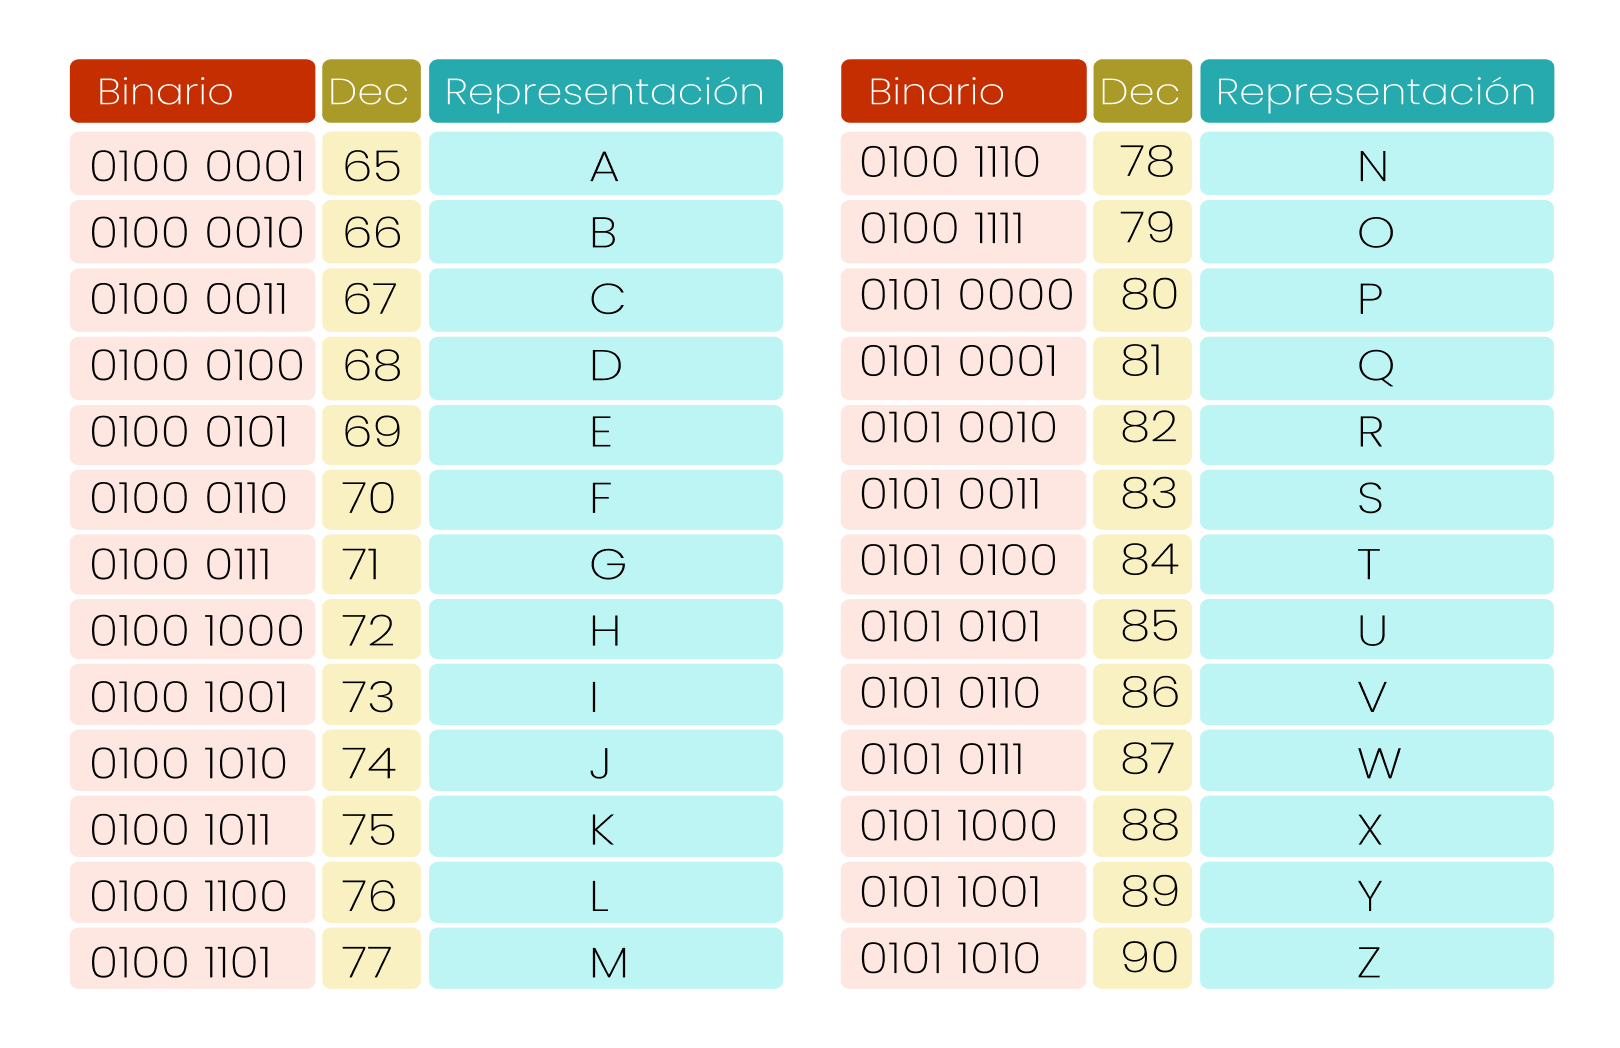 Binario Dec Representación
0100 0001 65 A
0100 0010 66 B
0100 0011 67 C
0100 0100 68 D
0100 0101 69 E
0100 0110 70 F
0100 0111 71 G
0100 1000 72 H
0100 1001 73 I
0100 1010 74 J
0100 1011 75 K
0100 1100 76 L
0100 1101 77 M
Binario Dec Representación
0100 1110 78 N
0100 1111 79 O
0101 0000 80 P
0101 0001 81 Q
0101 0010 82 R
0101 0011 83 S
0101 0100 84 T
0101 0101 85 U
0101 0110 86 V
0101 0111 87 W
0101 1000 88 X
0101 1001 89 Y
0101 1010 90 Z